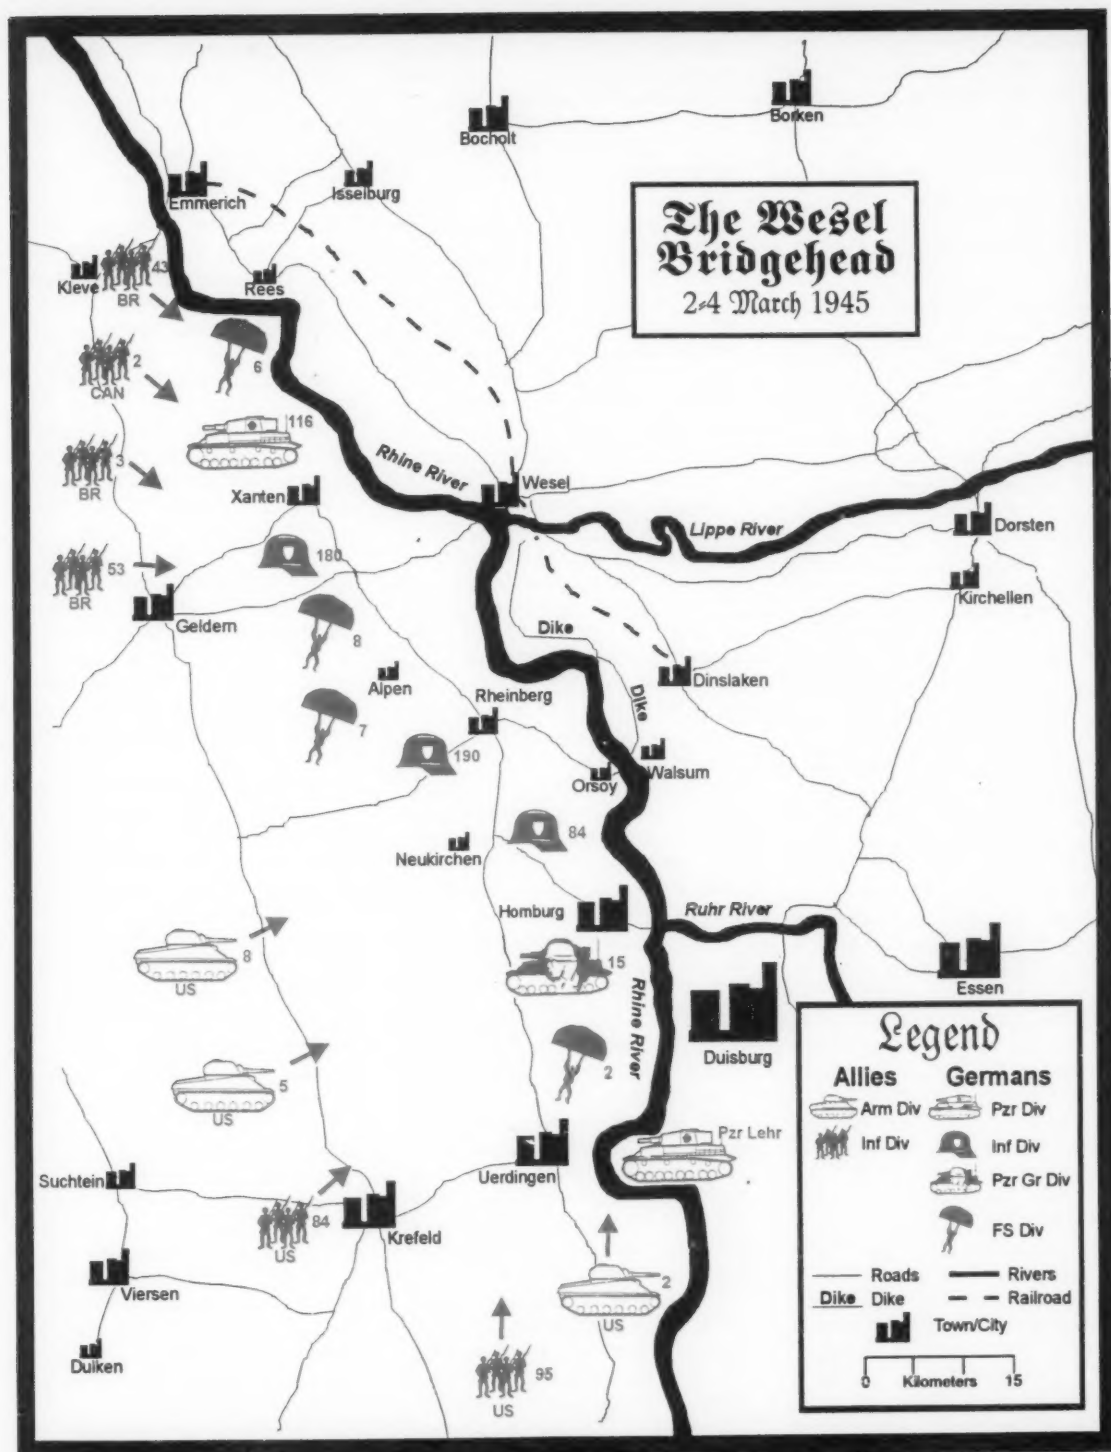 Bocholt
Borken
Emmerich
Isselburg
The Wesel
Bridgehead
2-4 March 1945
Kleve
43
BR
Rees
2
CAN
6
116
3
BR
Rhine River
Wesel
Xanten
Lippe River
Dorsten
180
53
BR
Kirchellen
Geldern
Dike
8
Alpen
Dinslaken
Rheinberg
Dike
7
190
Orsoy
Walsum
84
Neukirchen
Homburg
Ruhr River
8
US
15
Rhine River
Essen
Duisburg
5
US
2
Pzr Lehr
Suchtein
Uerdingen
84
US
Krefeld
Viersen
2
US
Dulken
95
US
Legend
Allies
Germans
Arm Div
Pzr Div
Inf Div
Inf Div
Pzr Gr Div
FS Div
Roads
Rivers
Dike Dike
Railroad
Town/City
0 Kilometers 15